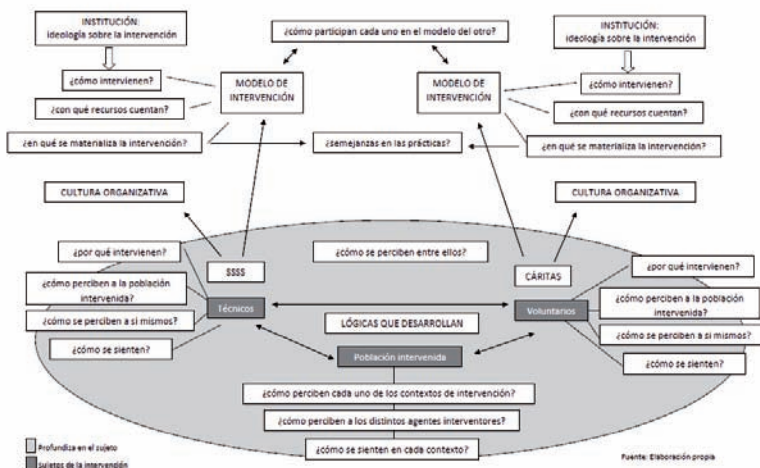 INSTITUCIÓN:
ideología sobre la intervención
¿cómo participan cada uno en el modelo del otro?
INSTITUCIÓN:
ideología sobre la intervención
¿cómo intervienen?
MODELO DE
INTERVENCIÓN
MODELO DE
INTERVENCIÓN
¿cómo intervienen?
¿con qué recursos cuentan?
¿con qué recursos cuentan?
¿en qué se materializa la intervención?
¿semejanzas en las prácticas?
¿en qué se materializa la intervención?
CULTURA ORGANIZATIVA
CULTURA ORGANIZATIVA
¿por qué intervienen?
¿cómo se perciben entre ellos?
SSSS
CÁRITAS
¿por qué intervienen?
¿cómo perciben a la población
intervenida?
Técnicos
Voluntarios
¿cómo perciben a la población
intervenida?
¿cómo se perciben a si mismos?
LÓGICAS QUE DESARROLLAN
¿cómo se perciben a si mismos?
¿cómo se sienten?
Población intervenida
¿cómo se sienten?
¿cómo perciben cada uno de los contextos de intervención?
¿cómo perciben a los distintos agentes interventores?
¿cómo se sienten en cada contexto?
Profundiza en el sujeto
Sujetos de la intervención
Fuente: Elaboración propia